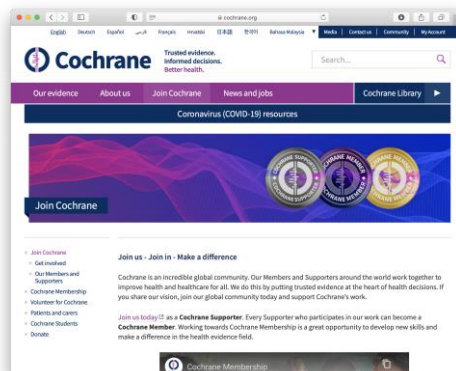 cochrane.org
English Deutsch Español فارسی Français Hrvatski 日本語 한국어 Bahasa Malaysia Media Contact us Community My Account
Cochrane
Trusted evidence.
Informed decisions.
Better health.
Search...
Our evidence About us Join Cochrane News and jobs Cochrane Library
Coronavirus (COVID-19) resources
COCHRANE SUPPORTER
COCHRANE MEMBER
COCHRANE MEMBER
Join Cochrane
Join Cochrane
Get involved
Our Members and
Supporters
Cochrane Membership
Volunteer for Cochrane
Patients and carers
Cochrane Students
Donate
Join us - Join in - Make a difference
Cochrane is an incredible global community. Our Members and Supporters around the world work together to
improve health and healthcare for all. We do this by putting trusted evidence at the heart of health decisions. If
you share our vision, join our global community today and support Cochrane's work.
Join us today as a Cochrane Supporter. Every Supporter who participates in our work can become a
Cochrane Member. Working towards Cochrane Membership is a great opportunity to develop new skills and
make a difference in the health evidence field.
Cochrane Membership